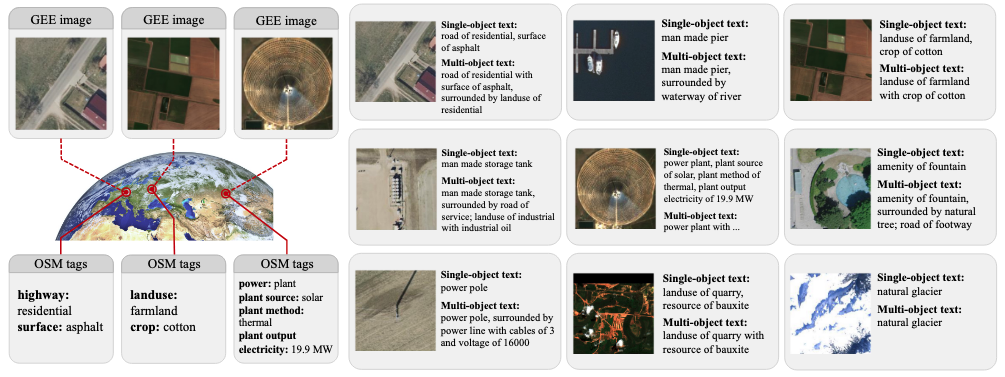 GEE image
GEE image
GEE image
OSM tags
highway:
residential
surface: asphalt
OSM tags
landuse:
farmland
crop: cotton
OSM tags
power: plant
plant source: solar
plant method:
thermal
plant output
electricity: 19.9 MW
Single-object text:
road of residential, surface
of asphalt
Multi-object text:
road of residential with
surface of asphalt,
surrounded by landuse of
residential
Single-object text:
man made pier
Multi-object text:
man made pier,
surrounded by
waterway of river
Single-object text:
landuse of farmland,
crop of cotton
Multi-object text:
landuse of farmland
with crop of cotton
Single-object text:
man made storage tank
Multi-object text:
man made storage tank,
surrounded by road of
service; landuse of industrial
with industrial oil
Single-object text:
power plant, plant source
of solar, plant method of
thermal, plant output
electricity of 19.9 MW
Multi-object text:
power plant with ...
Single-object text:
amenity of fountain
Multi-object text:
amenity of fountain,
surrounded by natural
tree; road of footway
Single-object text:
power pole
Multi-object text:
power pole, surrounded by
power line with cables of 3
and voltage of 16000
Single-object text:
landuse of quarry,
resource of bauxite
Multi-object text:
landuse of quarry with
resource of bauxite
Single-object text:
natural glacier
Multi-object text:
natural glacier